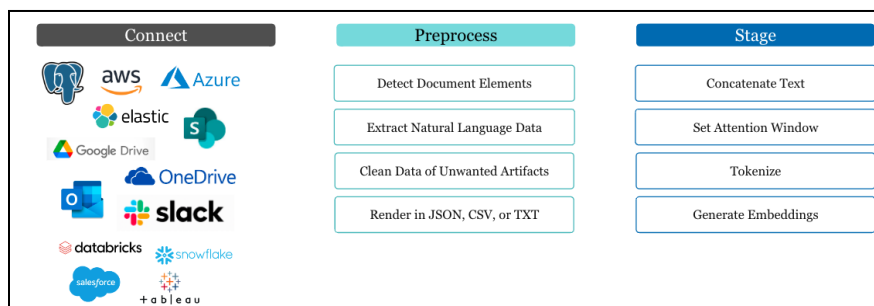 Connect
aws
Azure
elastic
S
Google Drive
OneDrive
O
slack
databricks
snowflake
salesforce
+ableau
Preprocess
Detect Document Elements
Extract Natural Language Data
Clean Data of Unwanted Artifacts
Render in JSON, CSV, or TXT
Stage
Concatenate Text
Set Attention Window
Tokenize
Generate Embeddings